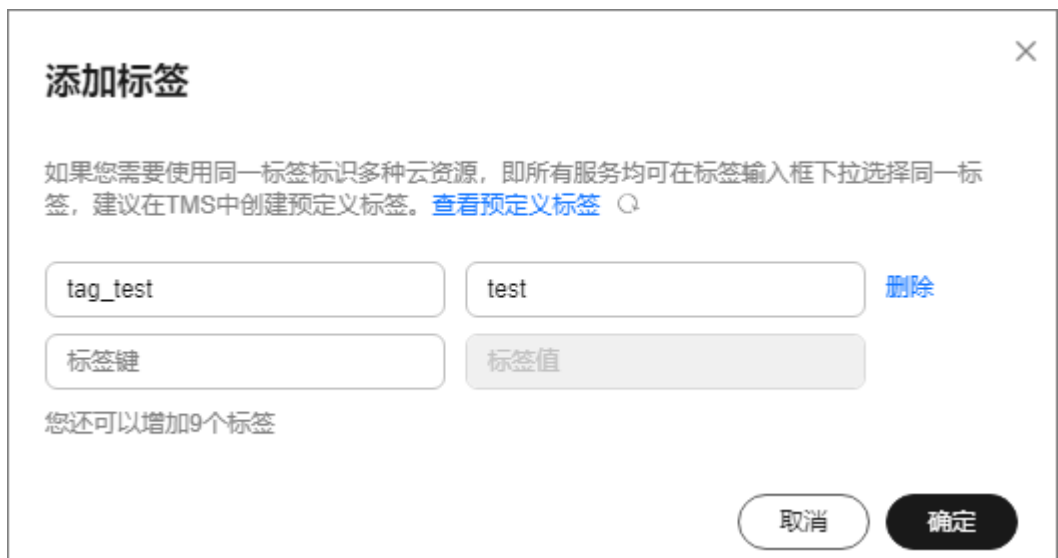 添加标签
如果您需要使用同一标签标识多种云资源，即所有服务均可在标签输入框下拉选择同一标
签，建议在TMS中创建预定义标签。查看预定义标签
tag_test test 删除
标签键 标签值
您还可以增加9个标签
取消 确定